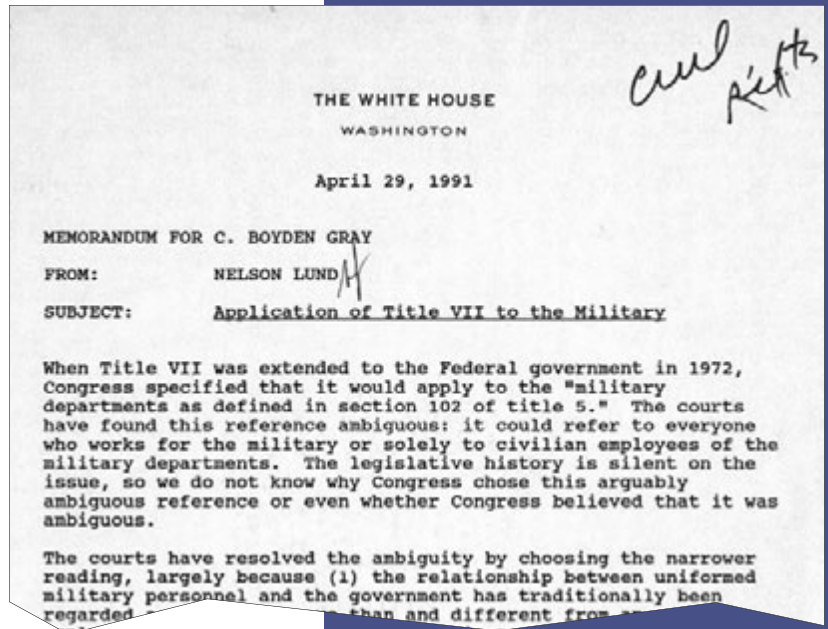 Civil
Rights
THE WHITE HOUSE
WASHINGTON
April 29, 1991
MEMORANDUM FOR C. BOYDEN GRAY
FROM: NELSON LUND
SUBJECT: Application of Title VII to the Military
When Title VII was extended to the Federal government in 1972,
Congress specified that it would apply to the "military
departments as defined in section 102 of title 5." The courts
have found this reference ambiguous: it could refer to everyone
who works for the military or solely to civilian employees of the
military departments. The legislative history is silent on the
issue, so we do not know why Congress chose this arguably
ambiguous reference or even whether Congress believed that it was
ambiguous.
The courts have resolved the ambiguity by choosing the narrower
reading, largely because (1) the relationship between uniformed
military personnel and the government has traditionally been
regarded than and different from